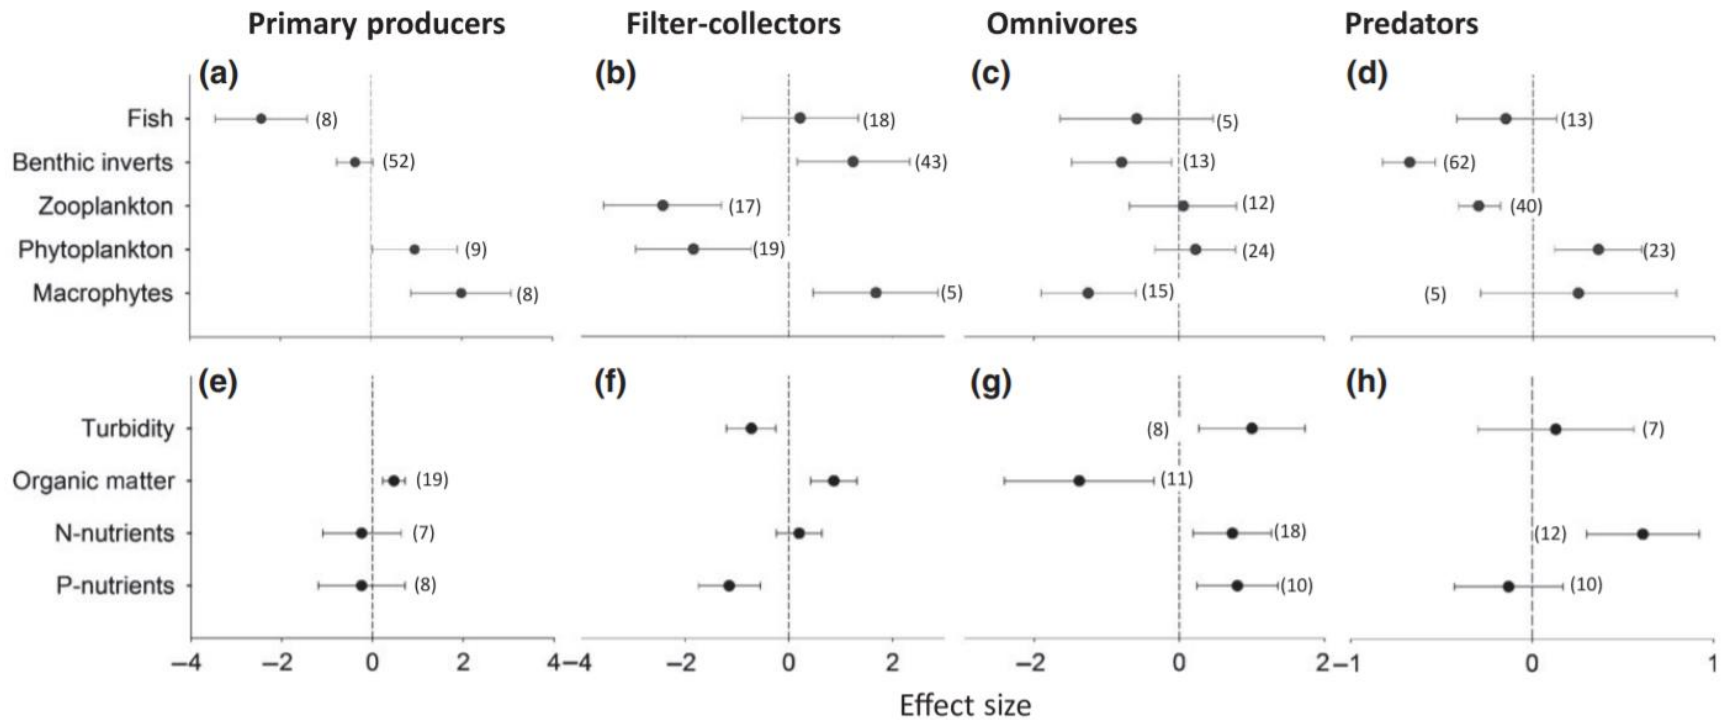 Primary producers Filter-collectors Omnivores Predators
(a) (b) (c) (d)
Fish (8) (18) (5) (13)
Benthic inverts (52) (43) (13) (62)
Zooplankton (17) (12) (40)
Phytoplankton (9) (19) (24) (23)
Macrophytes (8) (5) (15) (5)
(e) (f) (g) (h)
Turbidity (8) (7)
Organic matter (19) (11)
N-nutrients (7) (18) (12)
P-nutrients (8) (10) (10)
–4 –2 0 2 4 –4 –2 0 2 –2 0 2 –1 0 1
Effect size